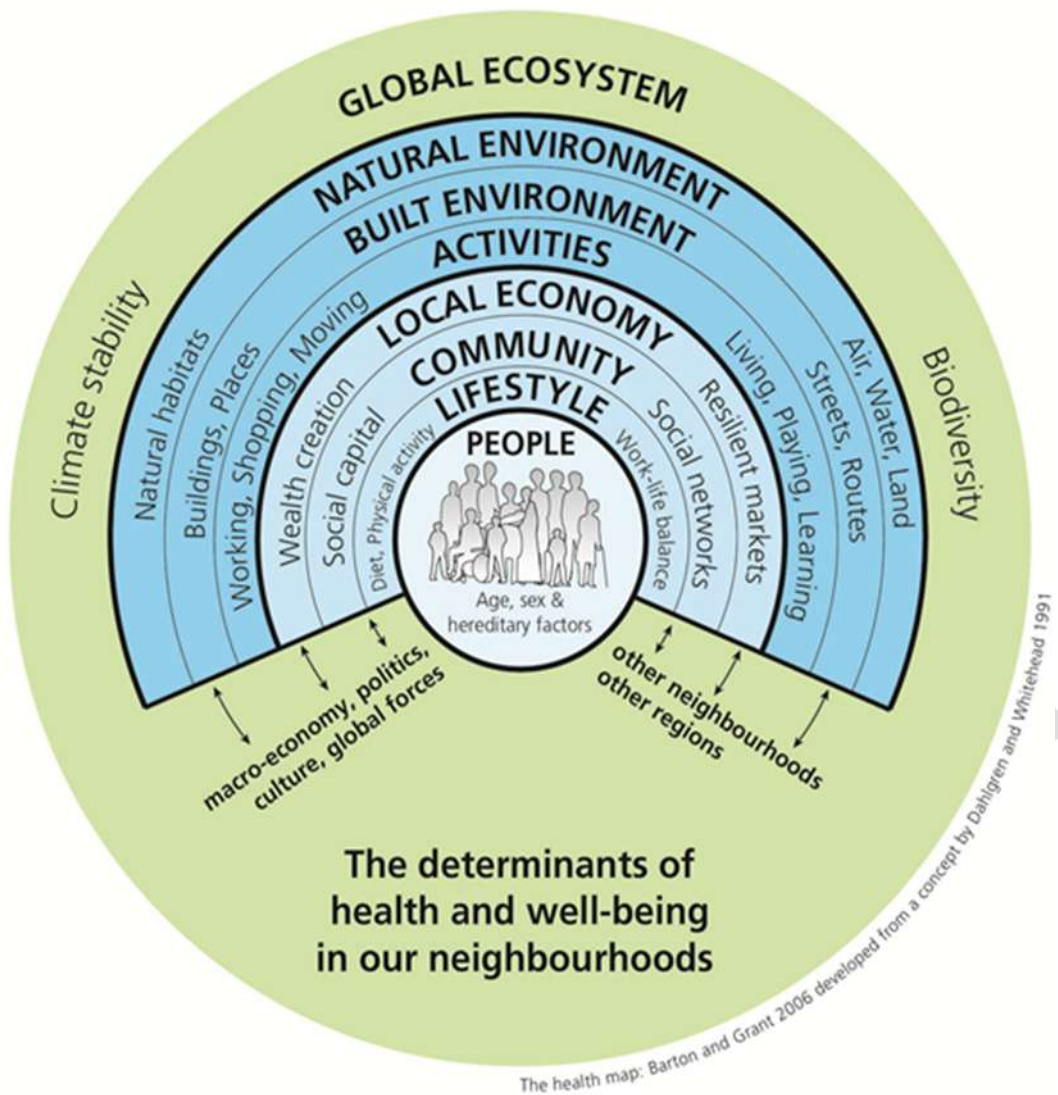 GLOBAL ECOSYSTEM
NATURAL ENVIRONMENT
BUILT ENVIRONMENT
ACTIVITIES
LOCAL ECONOMY
COMMUNITY
LIFESTYLE
PEOPLE
Age, sex &
hereditary factors
Climate stability
Natural habitats
Buildings, Places
Working, Shopping, Moving
Wealth creation
Social capital
Diet, Physical activity
Work-life balance
Social networks
Resilient markets
Living, Playing, Learning
Streets, Routes
Air, Water, Land
Biodiversity
macro-economy, politics,
culture, global forces
other neighbourhoods
other regions
The determinants of
health and well-being
in our neighbourhoods
The health map: Barton and Grant 2006 developed from a concept by Dahlgren and Whitehead 1991